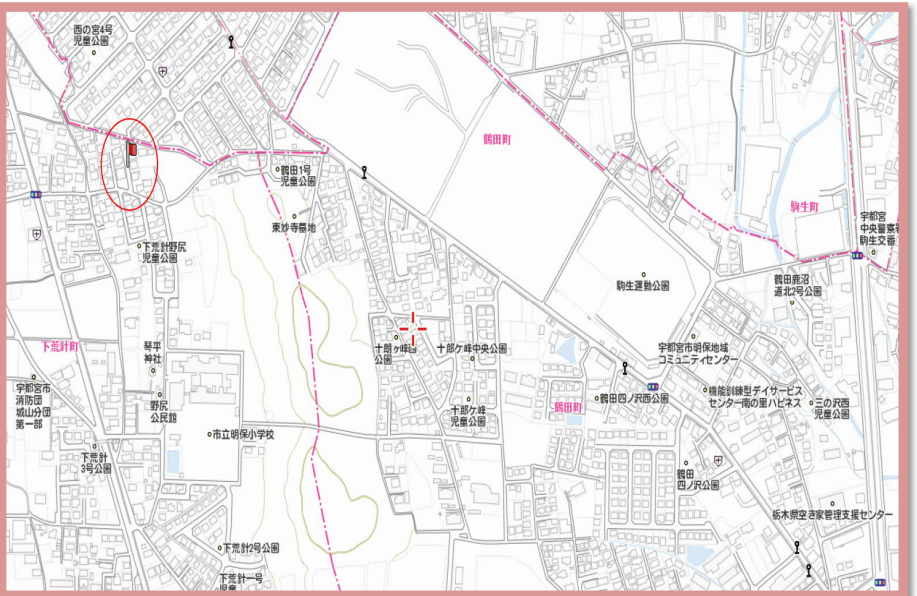 西の宮4号
児童公園
鶴田町
鶴田1号
児童公園
東妙寺墓地
駒生町
宇都宮
中央警察署
駒生交番
下荒針野尻
児童公園
駒生運動公園
鶴田鹿沼
道北2号公園
下荒針町
琴平
神社
十郎ヶ峰西
公園
十郎ケ峰中央公園
宇都宮市明保地域
コミュニティセンター
宇都宮市
消防団
城山分団
第一部
野尻
公民館
十郎ケ峰
児童公園
鶴田町
鶴田四ノ沢西公園
機能訓練型デイサービス
センター南の里ハピネス
三の沢西
児童公園
市立明保小学校
下荒針
3号公園
鶴田
四ノ沢公園
栃木県空き家管理支援センター
下荒針2号公園
下荒針一号
児童